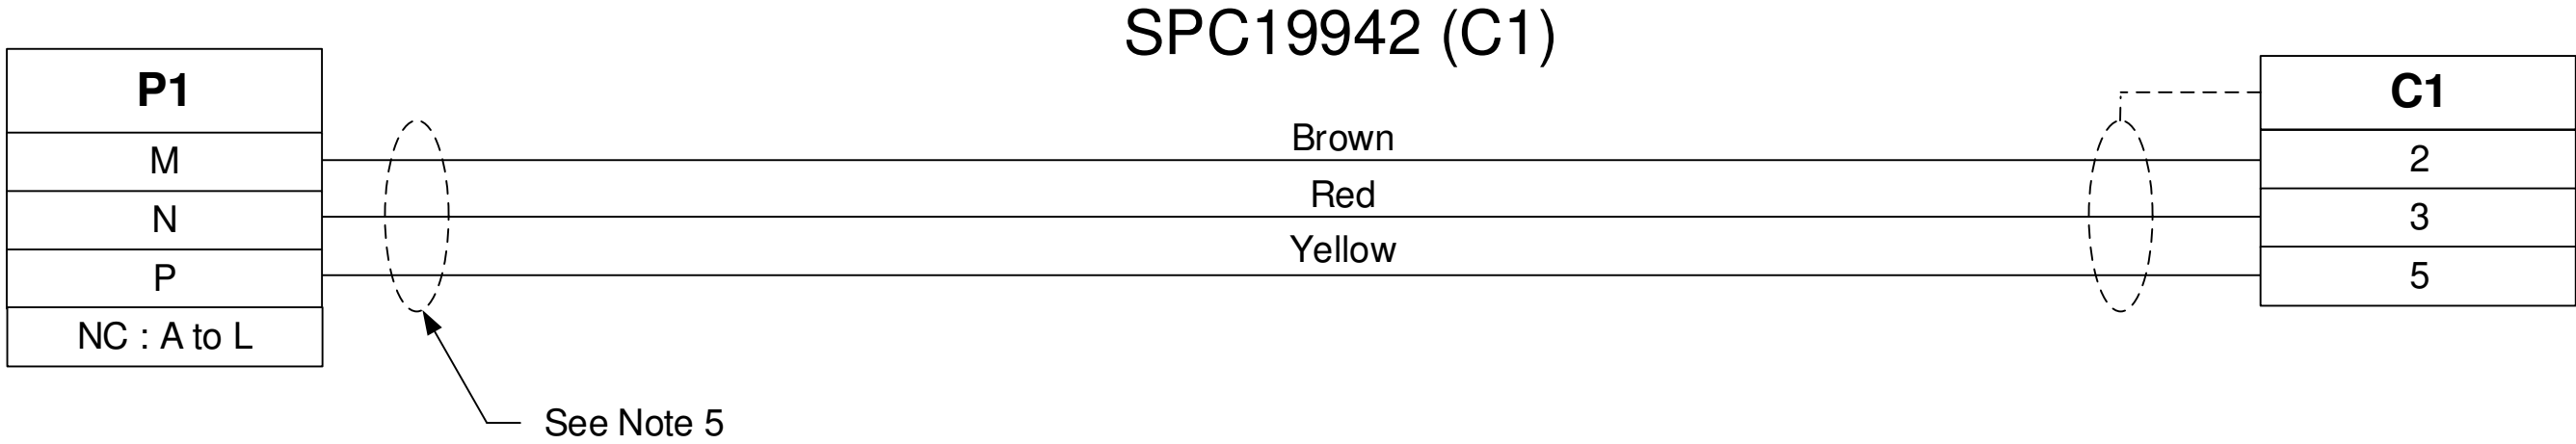 SPC19942 (C1)
P1
M
N
P
NC : A to L
Brown
Red
Yellow
C1
2
3
5
See Note 5